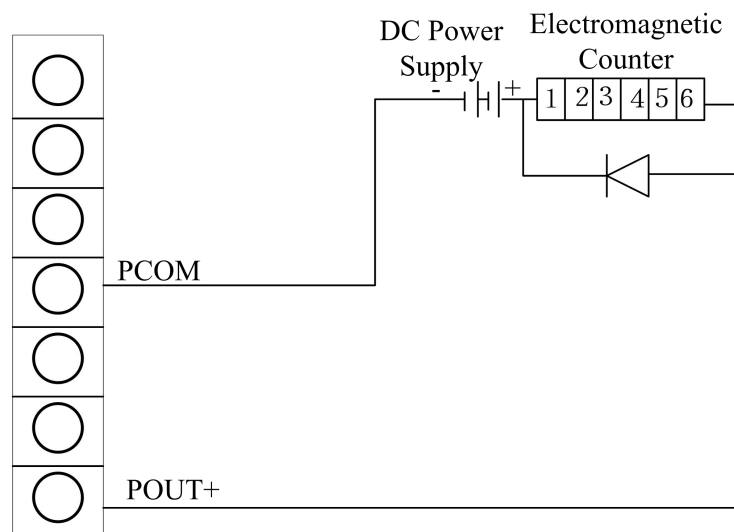 DC Power
Supply
- +
Electromagnetic
Counter
1 2 3 4 5 6
PCOM
POUT+